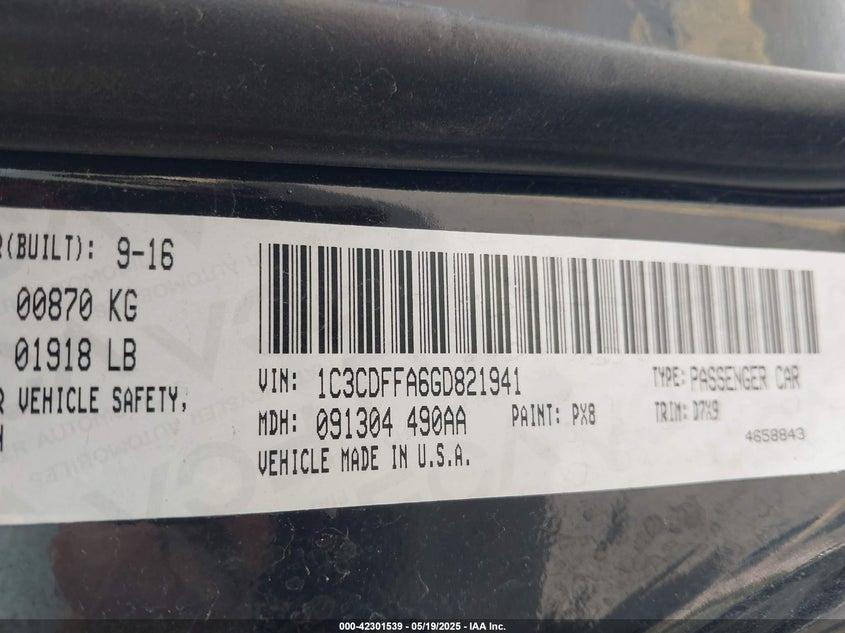 R(BUILT): 9-16
00870 KG
01918 LB
R VEHICLE SAFETY,
VIN: 1C3CDFFA6GD821941 TYPE: PASSENGER CAR
MDH: 091304 490AA PAINT: PX8 TRIM: D7X9
VEHICLE MADE IN U.S.A. 4658843
000-42301539 - 05/19/2025 - IAA Inc.